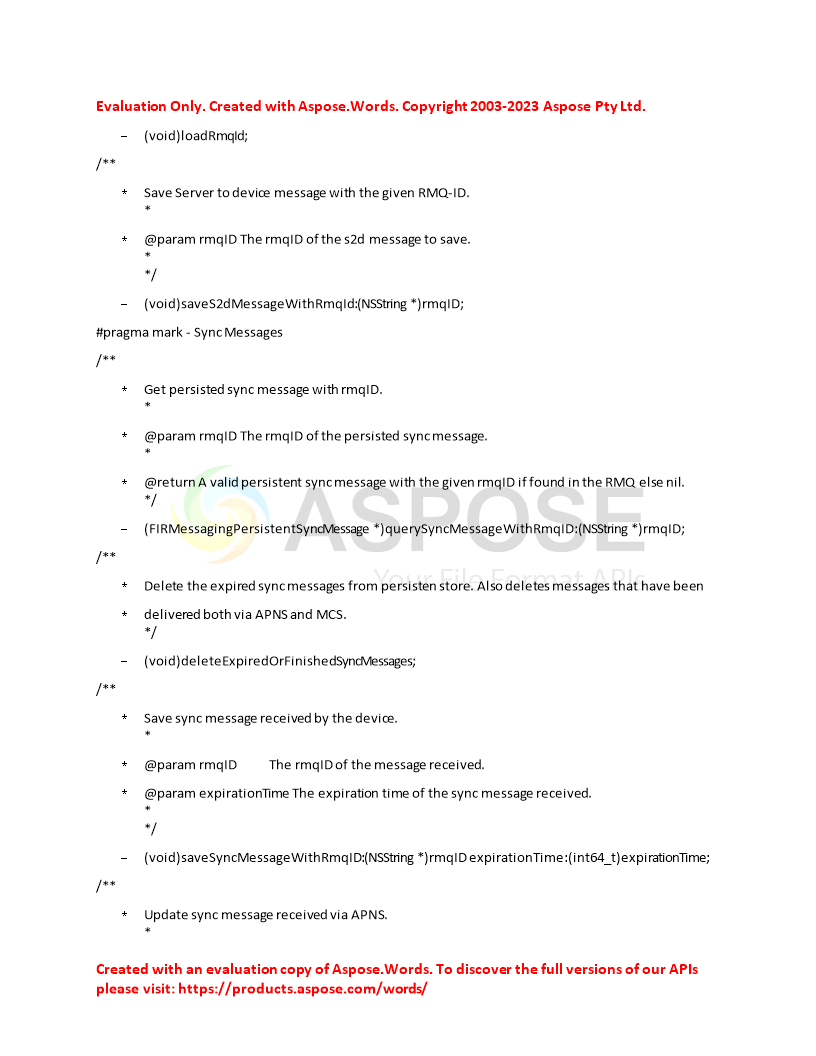 Evaluation Only. Created with Aspose.Words. Copyright 2003-2023 Aspose Pty Ltd.
– (void)loadRmqId;
/**
* Save Server to device message with the given RMQ-ID.
*
* @param rmqID The rmqID of the s2d message to save.
*
*/
– (void)saveS2dMessageWithRmqId:(NSString *)rmqID;
#pragma mark - Sync Messages
/**
* Get persisted sync message with rmqID.
*
* @param rmqID The rmqID of the persisted sync message.
*
* @return A valid persistent sync message with the given rmqID if found in the RMQ else nil.
*/
ASPOSE
– (FIRMessagingPersistentSyncMessage *)querySyncMessageWithRmqID:(NSString *)rmqID;
/**
Your File Format APIs
* Delete the expired sync messages from persisten store. Also deletes messages that have been
* delivered both via APNS and MCS.
*/
– (void)deleteExpiredOrFinishedSyncMessages;
/**
* Save sync message received by the device.
*
* @param rmqID The rmqID of the message received.
* @param expirationTime The expiration time of the sync message received.
*
*/
– (void)saveSyncMessageWithRmqID:(NSString *)rmqID expirationTime:(int64_t)expirationTime;
/**
* Update sync message received via APNS.
*
Created with an evaluation copy of Aspose.Words. To discover the full versions of our APIs
please visit: https://products.aspose.com/words/